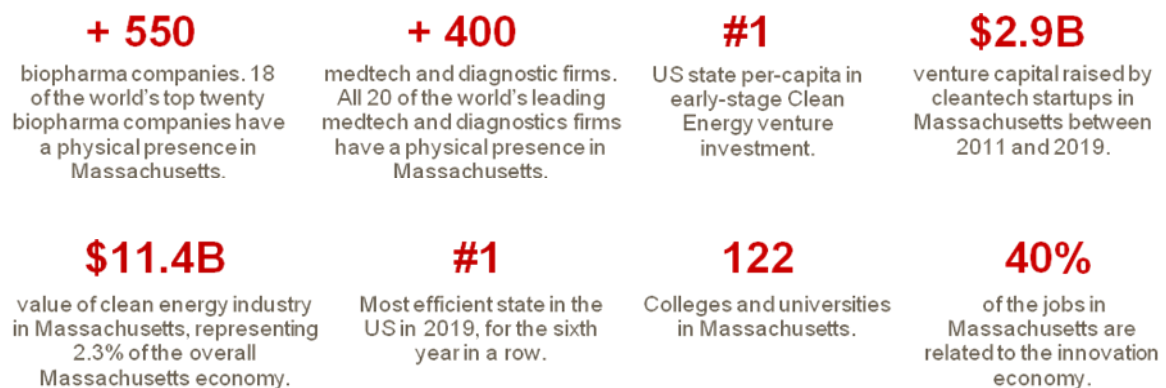 + 550
biopharma companies. 18
of the world's top twenty
biopharma companies have
a physical presence in
Massachusetts.
+ 400
medtech and diagnostic firms.
All 20 of the world's leading
medtech and diagnostics firms
have a physical presence in
Massachusetts.
#1
US state per-capita in
early-stage Clean
Energy venture
investment.
$2.9B
venture capital raised by
cleantech startups in
Massachusetts between
2011 and 2019.
$11.4B
value of clean energy industry
in Massachusetts, representing
2.3% of the overall
Massachusetts economy.
#1
Most efficient state in the
US in 2019, for the sixth
year in a row.
122
Colleges and universities
in Massachusetts.
40%
of the jobs in
Massachusetts are
related to the innovation
economy.